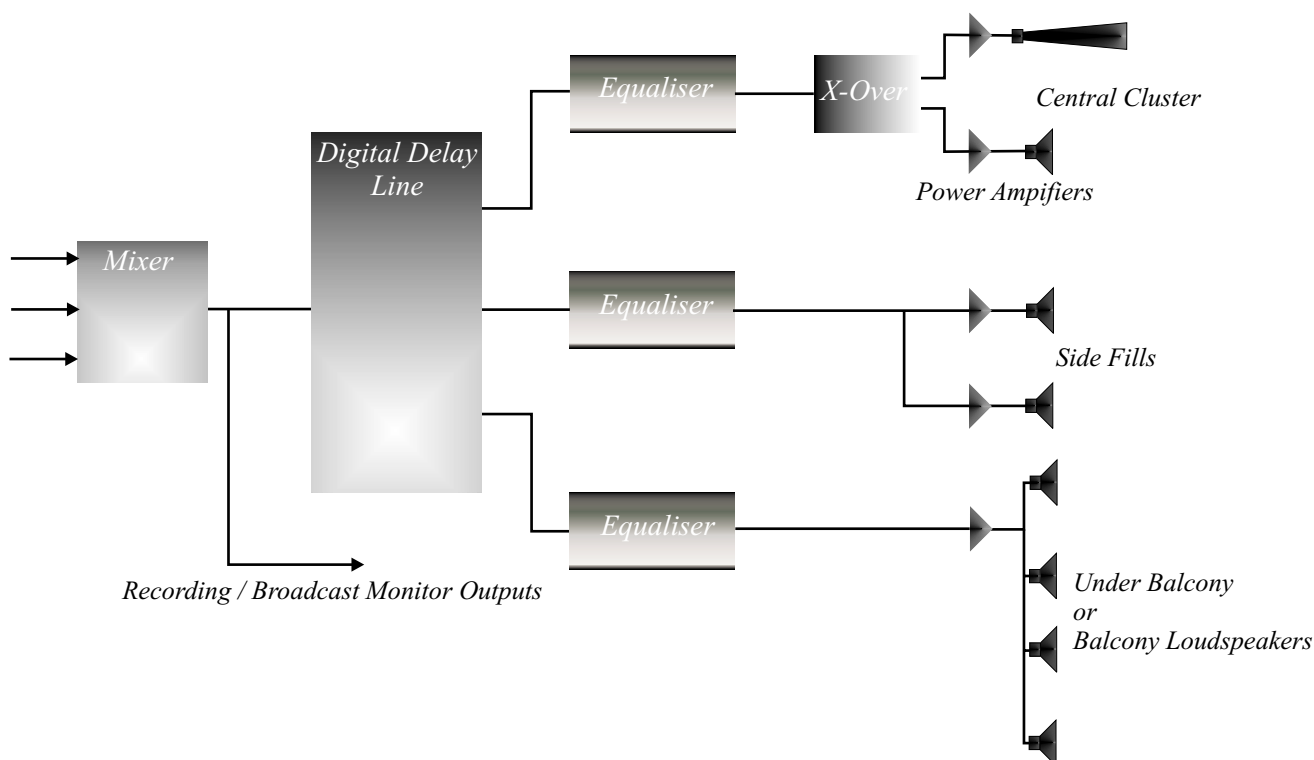 Equaliser
X-Over
Central Cluster
Digital Delay
Line
Power Ampifiers
Mixer
Equaliser
Side Fills
Equaliser
Recording / Broadcast Monitor Outputs
Under Balcony
or
Balcony Loudspeakers